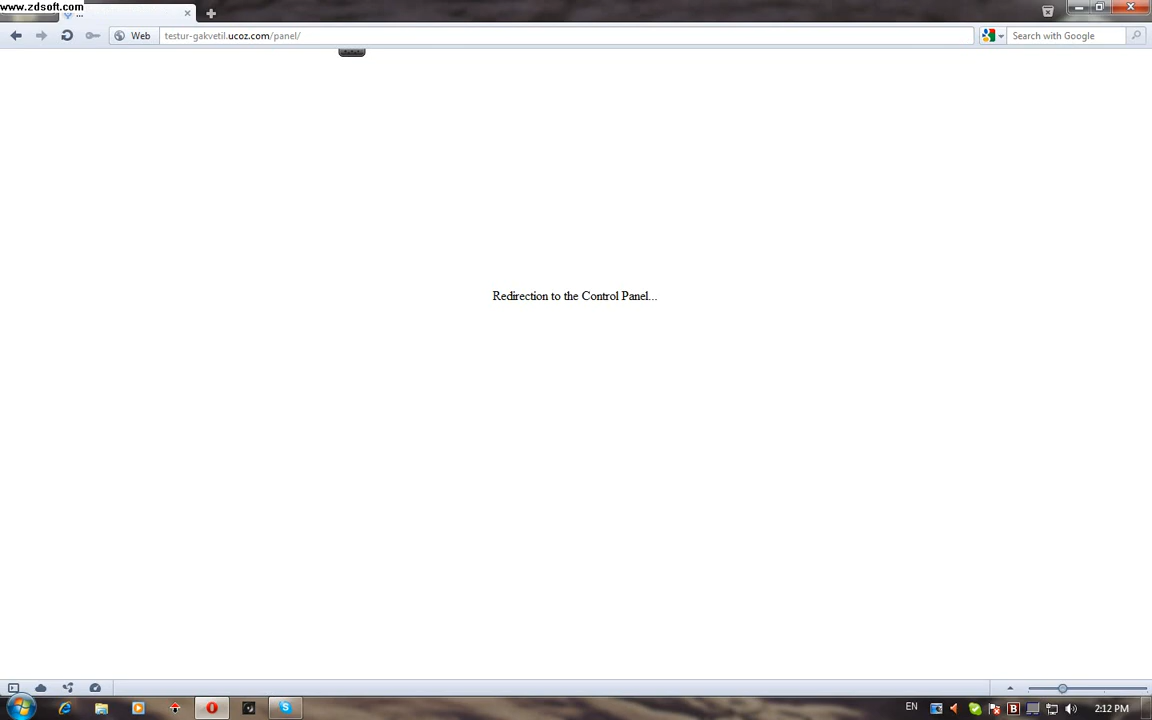 www.zdsoft.com
...
Web
testur-gakvetil.ucoz.com/panel/
Search with Google
Redirection to the Control Panel...
EN
2:12 PM